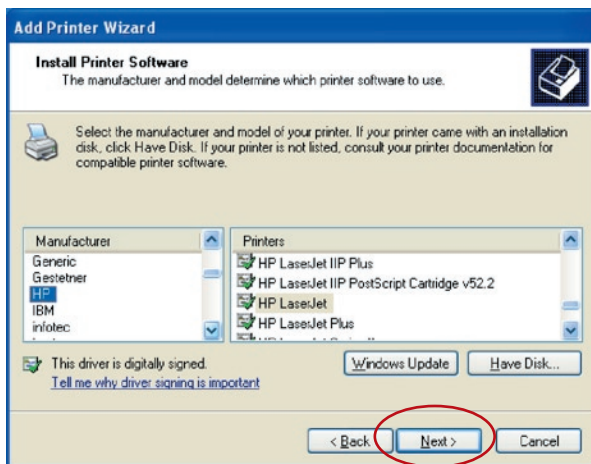 Add Printer Wizard
Install Printer Software
The manufacturer and model determine which printer software to use.
Select the manufacturer and model of your printer. If your printer came with an installation
disk, click Have Disk. If your printer is not listed, consult your printer documentation for
compatible printer software.
Manufacturer
Generic
Gestetner
HP
IBM
infotec
Printers
HP LaserJet IIP Plus
HP LaserJet IIP PostScript Cartridge v52.2
HP LaserJet
HP LaserJet Plus
This driver is digitally signed.
Tell me why driver signing is important
Windows Update
Have Disk...
< Back
Next >
Cancel